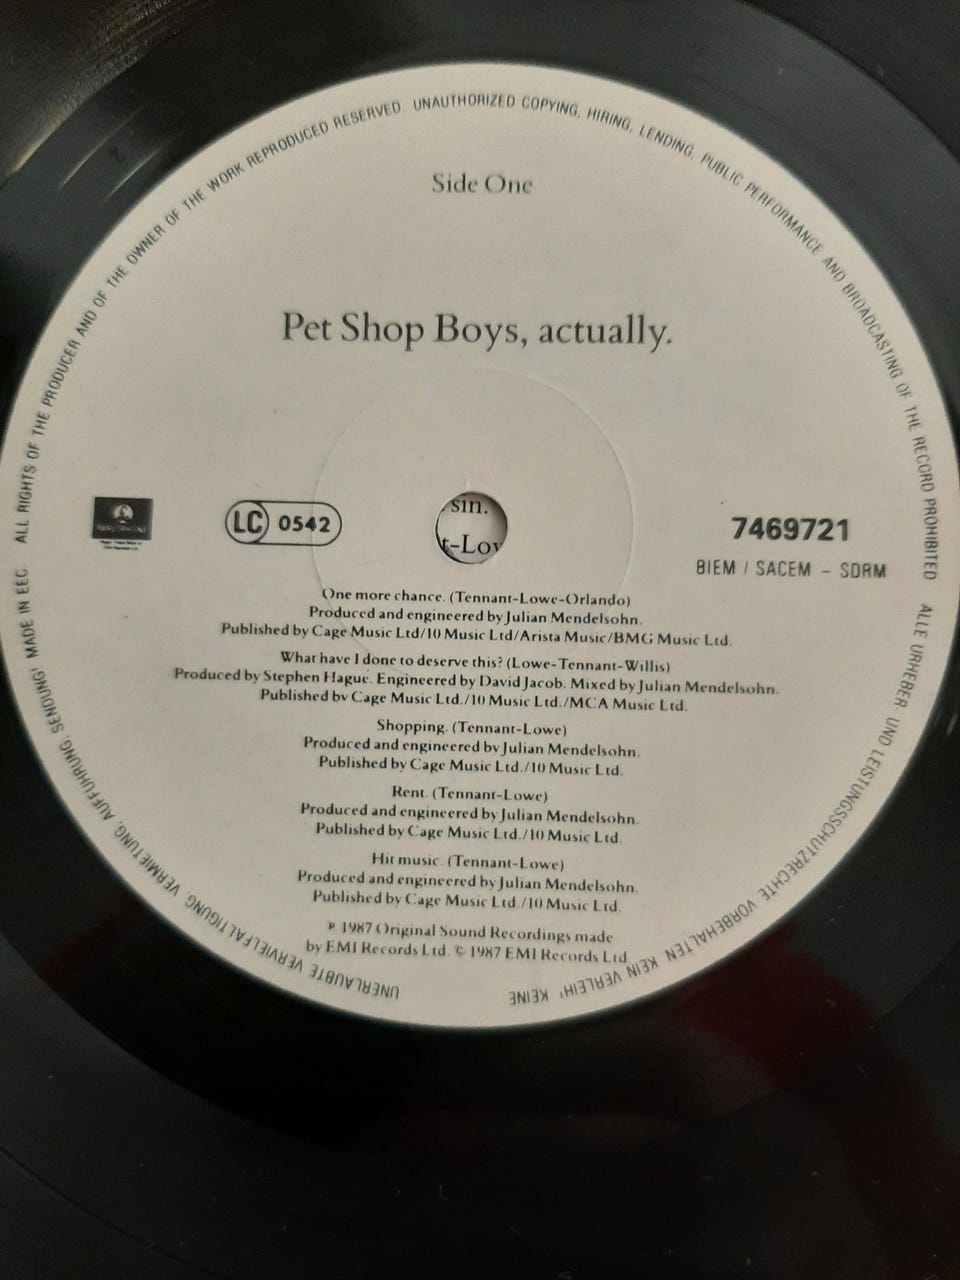 ALL RIGHTS OF THE PRODUCER AND OF THE OWNER OF THE WORK REPRODUCED RESERVED UNAUTHORIZED COPYING, HIRING, LENDING, PUBLIC PERFORMANCE AND BROADCASTING OF THE RECORD PROHIBITED
ALLE URHEBER- UND LEISTUNGSSCHUTZRECHTE VORBEHALTEN KEIN VERLEIH! KEINE
UNERLAUBTE VERVIELFÄLTIGUNG, VERMIETUNG, AUFFÜHRUNG, SENDUNG! MADE IN EEC
Side One
Pet Shop Boys, actually.
PARLOPHONE
LC 0542
sin.
t-Low
7469721
BIEM / SACEM – SDRM
One more chance. (Tennant-Lowe-Orlando)
Produced and engineered by Julian Mendelsohn.
Published by Cage Music Ltd/10 Music Ltd/Arista Music/BMG Music Ltd.
What have I done to deserve this? (Lowe-Tennant-Willis)
Produced by Stephen Hague. Engineered by David Jacob. Mixed by Julian Mendelsohn.
Published by Cage Music Ltd./10 Music Ltd./MCA Music Ltd.
Shopping. (Tennant-Lowe)
Produced and engineered by Julian Mendelsohn.
Published by Cage Music Ltd./10 Music Ltd.
Rent. (Tennant-Lowe)
Produced and engineered by Julian Mendelsohn.
Published by Cage Music Ltd./10 Music Ltd.
Hit music. (Tennant-Lowe)
Produced and engineered by Julian Mendelsohn.
Published by Cage Music Ltd./10 Music Ltd.
℗ 1987 Original Sound Recordings made
by EMI Records Ltd. © 1987 EMI Records Ltd.